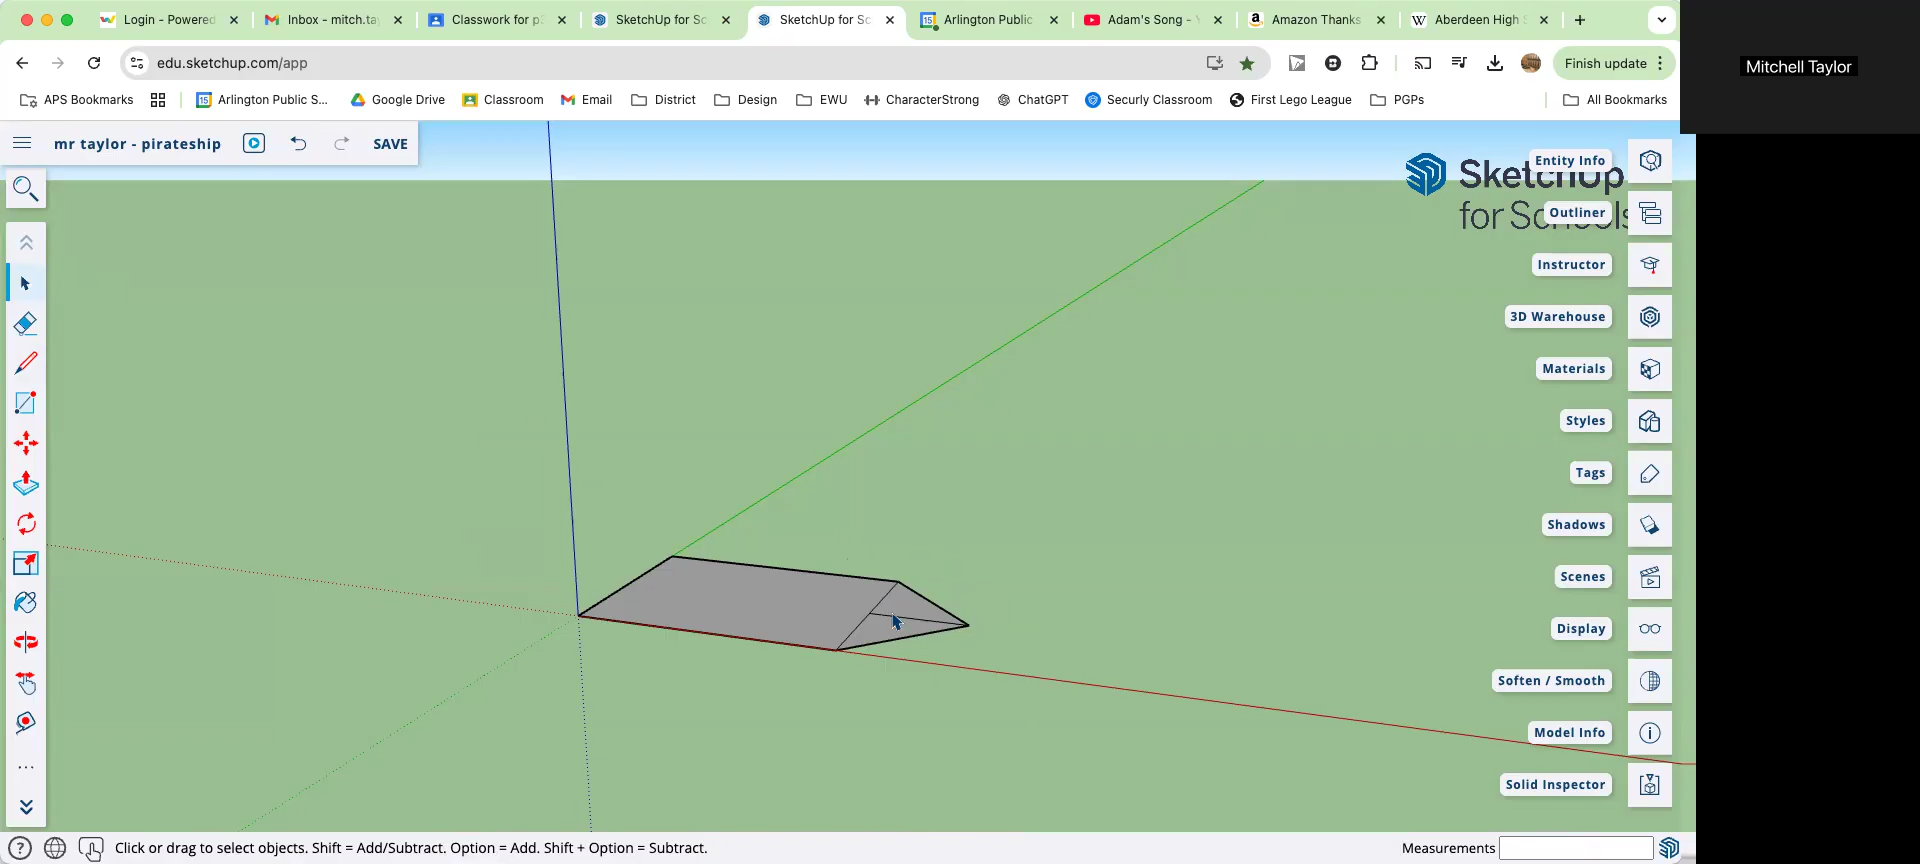 Login - Powered
Inbox - mitch.tay
Classwork for p
SketchUp for Sc
SketchUp for Sc
Arlington Public
Adam's Song -
Amazon Thanks
Aberdeen High S
edu.sketchup.com/app
Finish update
APS Bookmarks
Arlington Public S...
Google Drive
Classroom
Email
District
Design
EWU
CharacterStrong
ChatGPT
Securly Classroom
First Lego League
PGPs
All Bookmarks
Mitchell Taylor
mr taylor - pirateship
SAVE
SketchUp
for Schools
Entity Info
Outliner
Instructor
3D Warehouse
Materials
Styles
Tags
Shadows
Scenes
Display
Soften / Smooth
Model Info
Solid Inspector
Click or drag to select objects. Shift = Add/Subtract. Option = Add. Shift + Option = Subtract.
Measurements